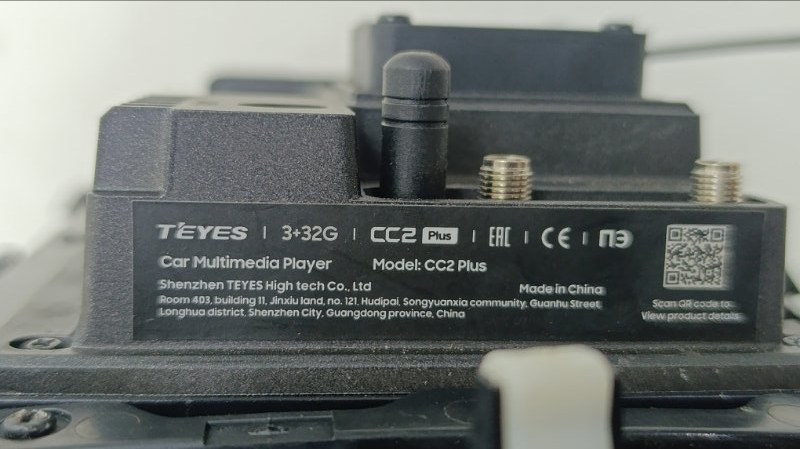 TEYES | 3+32G | CC2 Plus | EAC | CE | ПЭ
Car Multimedia Player Model: CC2 Plus
Shenzhen TEYES High tech Co., Ltd Made in China
Room 403, building 11, Jinxiu land, no. 121, Hudipai, Songyuanxia community, Guanhu Street
Longhua district, Shenzhen City, Guangdong province, China
Scan QR code to
View product details